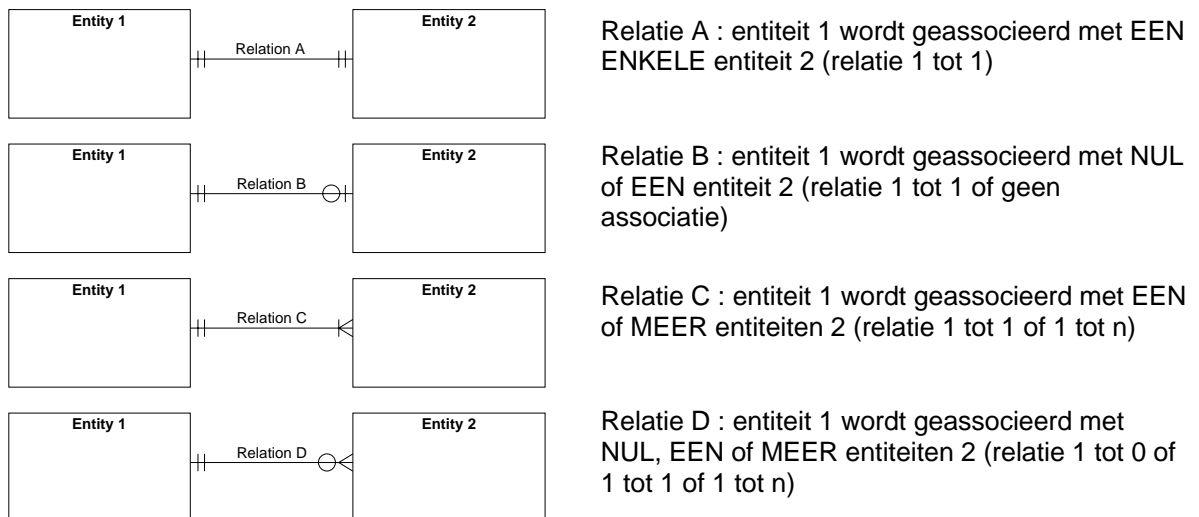 Entity 1
Entity 2
Relation A
Relatie A : entiteit 1 wordt geassocieerd met EEN
ENKELE entiteit 2 (relatie 1 tot 1)
Entity 1
Entity 2
Relation B
Relatie B : entiteit 1 wordt geassocieerd met NUL
of EEN entiteit 2 (relatie 1 tot 1 of geen
associatie)
Entity 1
Entity 2
Relation C
Relatie C : entiteit 1 wordt geassocieerd met EEN
of MEER entiteiten 2 (relatie 1 tot 1 of 1 tot n)
Entity 1
Entity 2
Relation D
Relatie D : entiteit 1 wordt geassocieerd met
NUL, EEN of MEER entiteiten 2 (relatie 1 tot 0 of
1 tot 1 of 1 tot n)